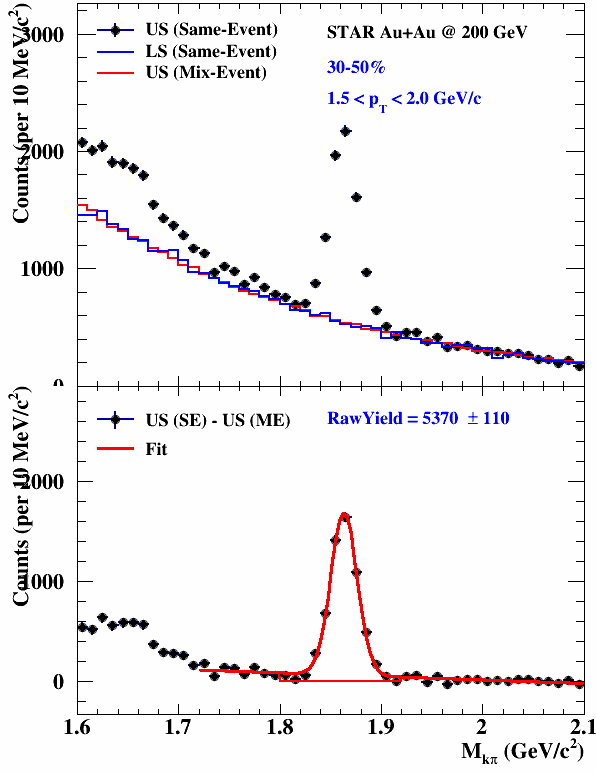 Counts (per 10 MeV/c²)
3000
2000
1000
0
US (Same-Event)
LS (Same-Event)
US (Mix-Event)
STAR Au+Au @ 200 GeV
30-50%
1.5 < p_T < 2.0 GeV/c
Counts (per 10 MeV/c²)
2000
1000
0
US (SE) - US (ME)
Fit
RawYield = 5370 ± 110
1.6 1.7 1.8 1.9 2 2.1
M_kπ (GeV/c²)